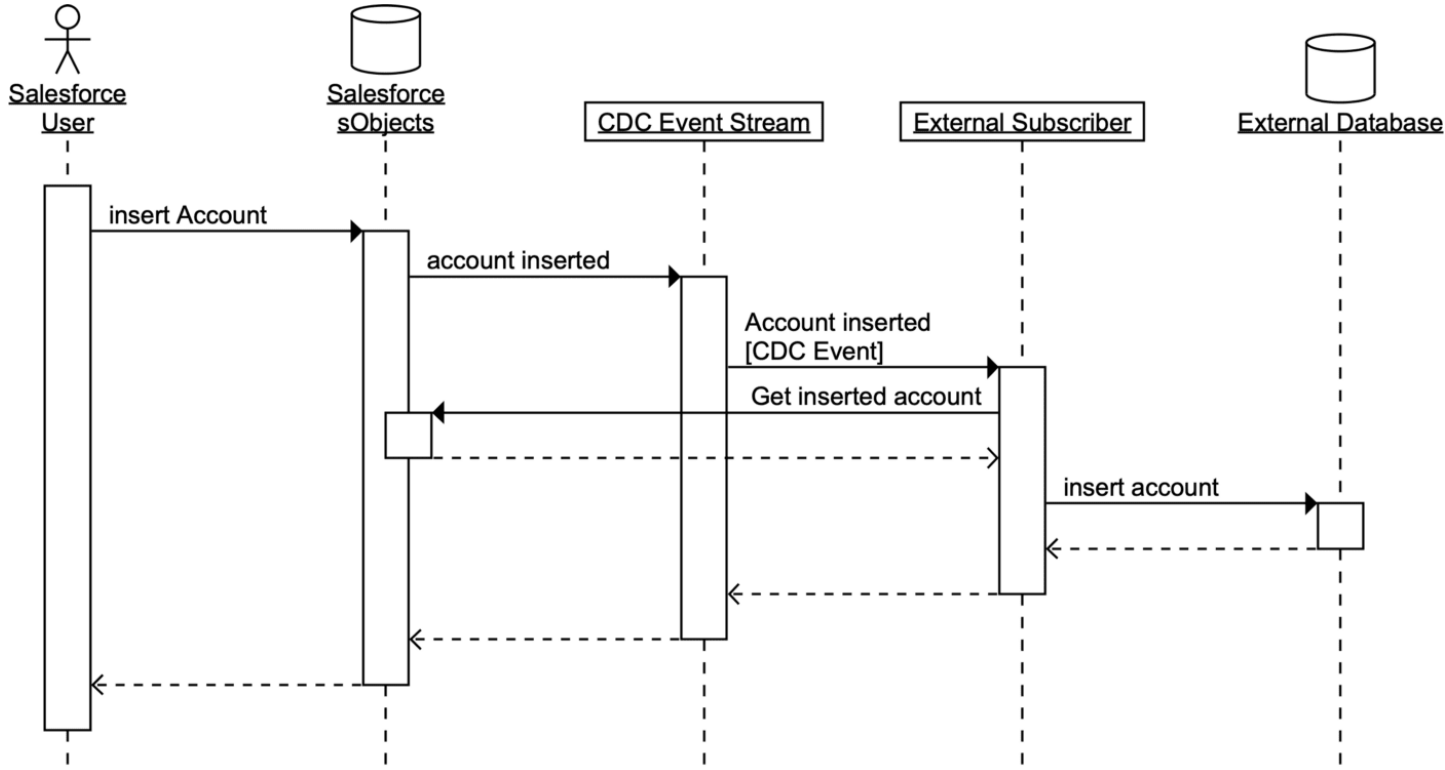 Salesforce
User
Salesforce
sObjects
CDC Event Stream
External Subscriber
External Database
insert Account
account inserted
Account inserted
[CDC Event]
Get inserted account
insert account